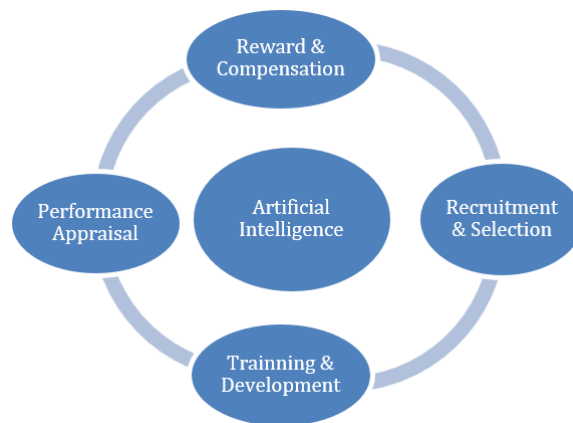 Reward &
Compensation
Performance
Appraisal
Artificial
Intelligence
Recruitment
& Selection
Trainning &
Development